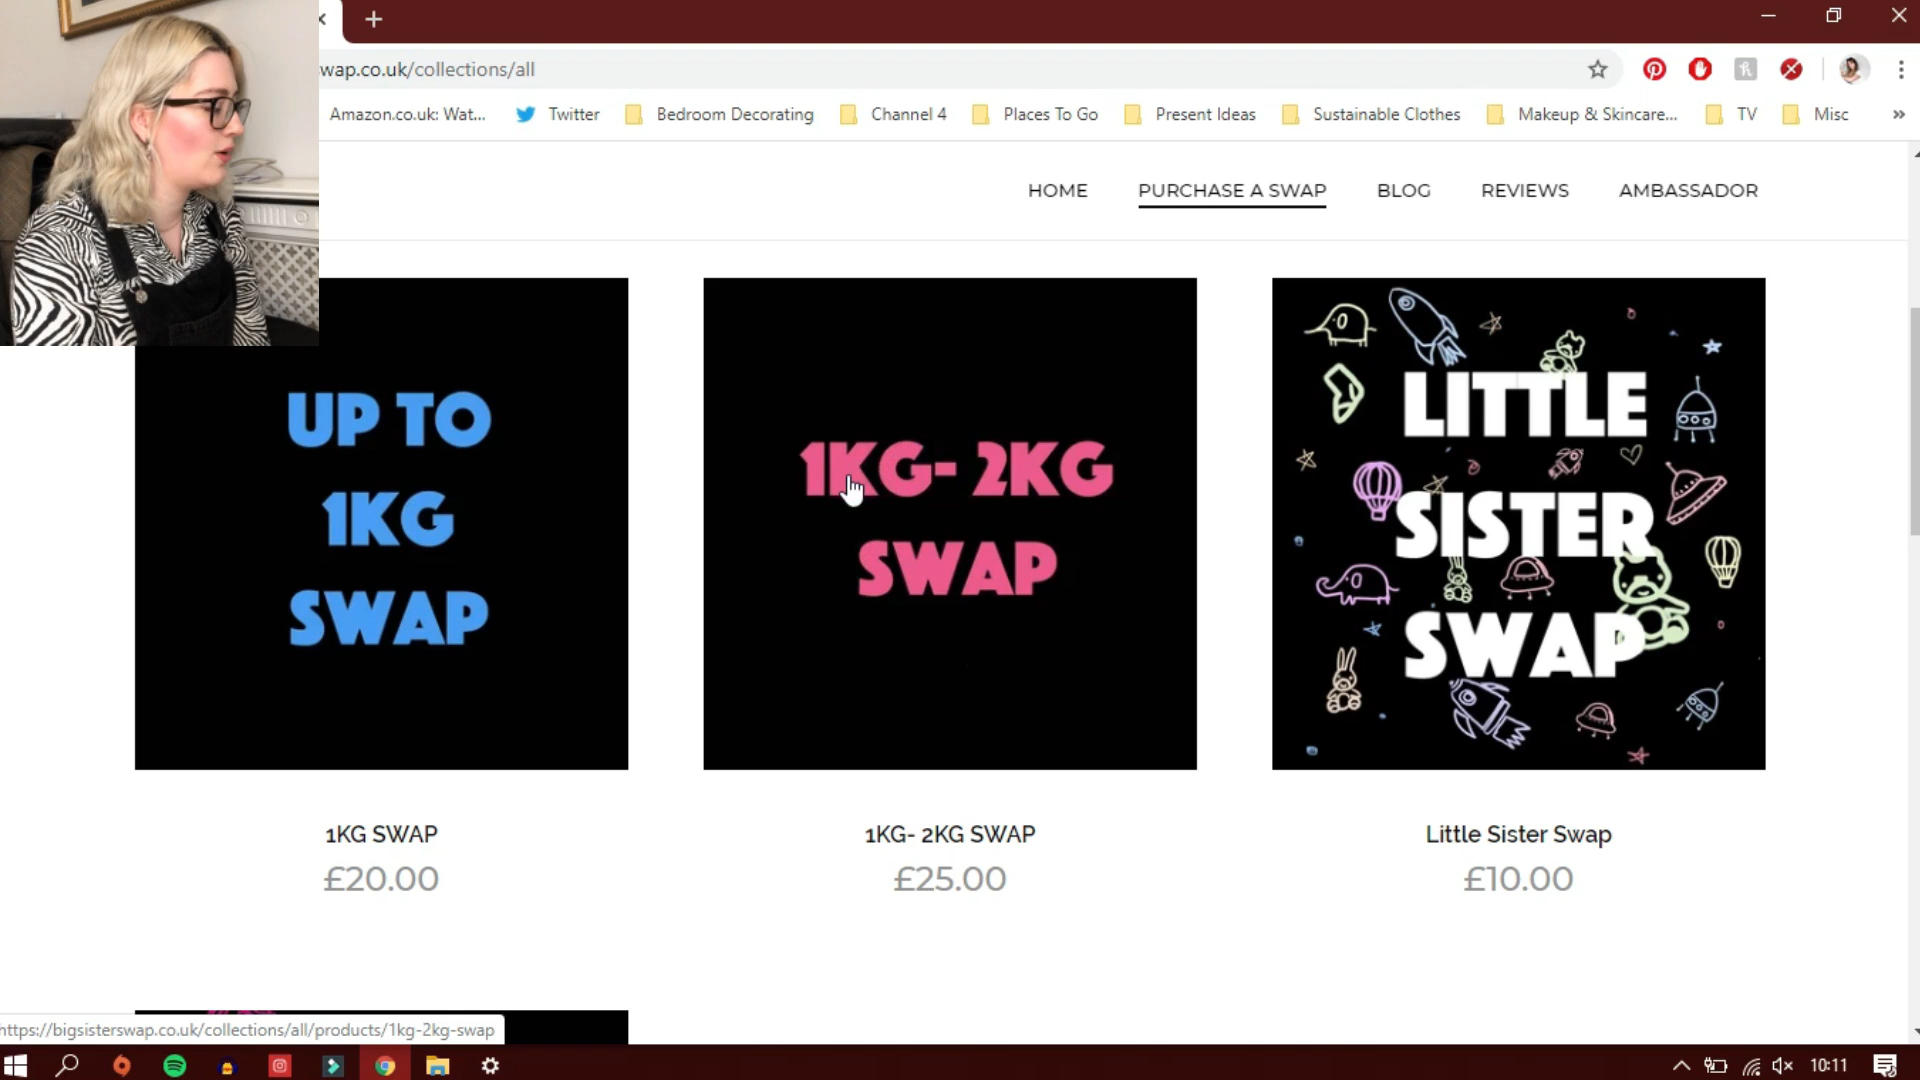 wap.co.uk/collections/all
Amazon.co.uk: Wat...
Twitter
Bedroom Decorating
Channel 4
Places To Go
Present Ideas
Sustainable Clothes
Makeup & Skincare...
TV
Misc
HOME
PURCHASE A SWAP
BLOG
REVIEWS
AMBASSADOR
UP TO
1KG
SWAP
1KG- 2KG
SWAP
LITTLE
SISTER
SWAP
1KG SWAP
£20.00
1KG- 2KG SWAP
£25.00
Little Sister Swap
£10.00
https://bigsisterswap.co.uk/collections/all/products/1kg-2kg-swap
10:11